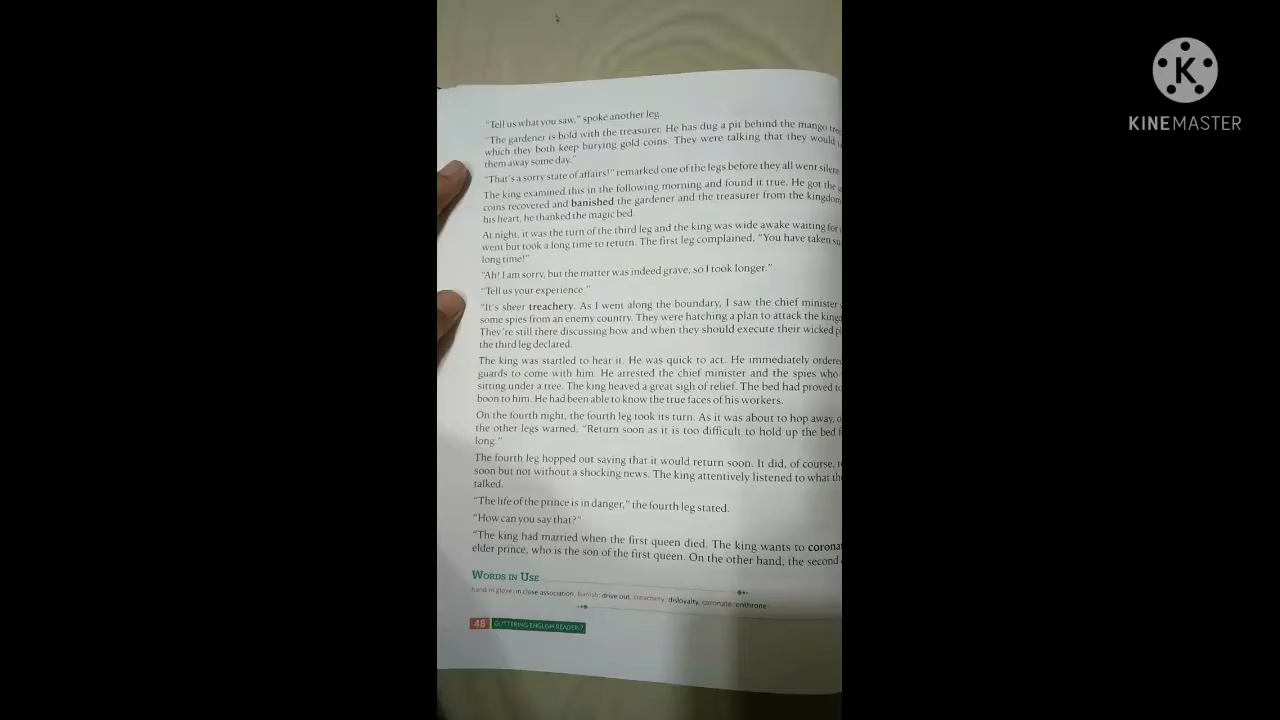 "Tell us what you saw," spoke another leg.
"The gardener is bold with the treasurer. He has dug a pit behind the mango
which they both keep burying gold coins. They were talking that they would
them away some day."
"That's a sorry state of affairs!" remarked one of the legs before they all went silent
The king examined this in the following morning and found it true. He got the
coins recovered and banished the gardener and the treasurer from the kingdom
his heart, he thanked the magic bed.
At night, it was the turn of the third leg and the king was wide awake waiting for
went but took a long time to return. The first leg complained, "You have taken
long time!"
"Ah! I am sorry, but the matter was indeed grave, so I took longer."
"Tell us your experience."
"It's sheer treachery. As I went along the boundary, I saw the chief minister
some spies from an enemy country. They were hatching a plan to attack the
They're still there discussing how and when they should execute their wicked
the third leg declared.
The king was startled to hear it. He was quick to act. He immediately ordered
guards to come with him. He arrested the chief minister and the spies who
sitting under a tree. The king heaved a great sigh of relief. The bed had proved to
boon to him. He had been able to know the true faces of his workers.
On the fourth night, the fourth leg took its turn. As it was about to hop away,
the other legs warned, "Return soon as it is too difficult to hold up the bed
long."
The fourth leg hopped out saying that it would return soon. It did, of course,
soon but not without a shocking news. The king attentively listened to what
talked.
"The life of the prince is in danger," the fourth leg stated.
"How can you say that?"
"The king had married when the first queen died. The king wants to
elder prince, who is the son of the first queen. On the other hand, the second
WORDS IN USE
hand in glove: in close association, banish: drive out, treachery: disloyalty, coronate: enthrone
48 GLITTERING ENGLISH READER-7
KINEMASTER